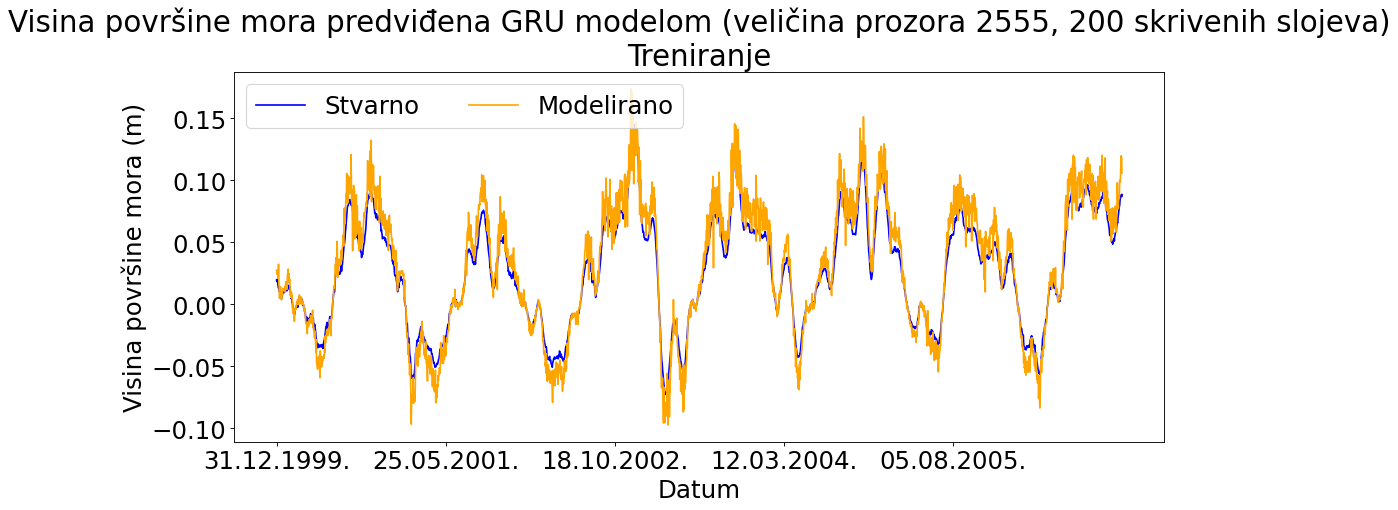 Visina površine mora predviđena GRU modelom (veličina prozora 2555, 200 skrivenih slojeva)
Treniranje
Stvarno Modelirano
Visina površine mora (m)
0.15
0.10
0.05
0.00
−0.05
−0.10
31.12.1999. 25.05.2001. 18.10.2002. 12.03.2004. 05.08.2005.
Datum